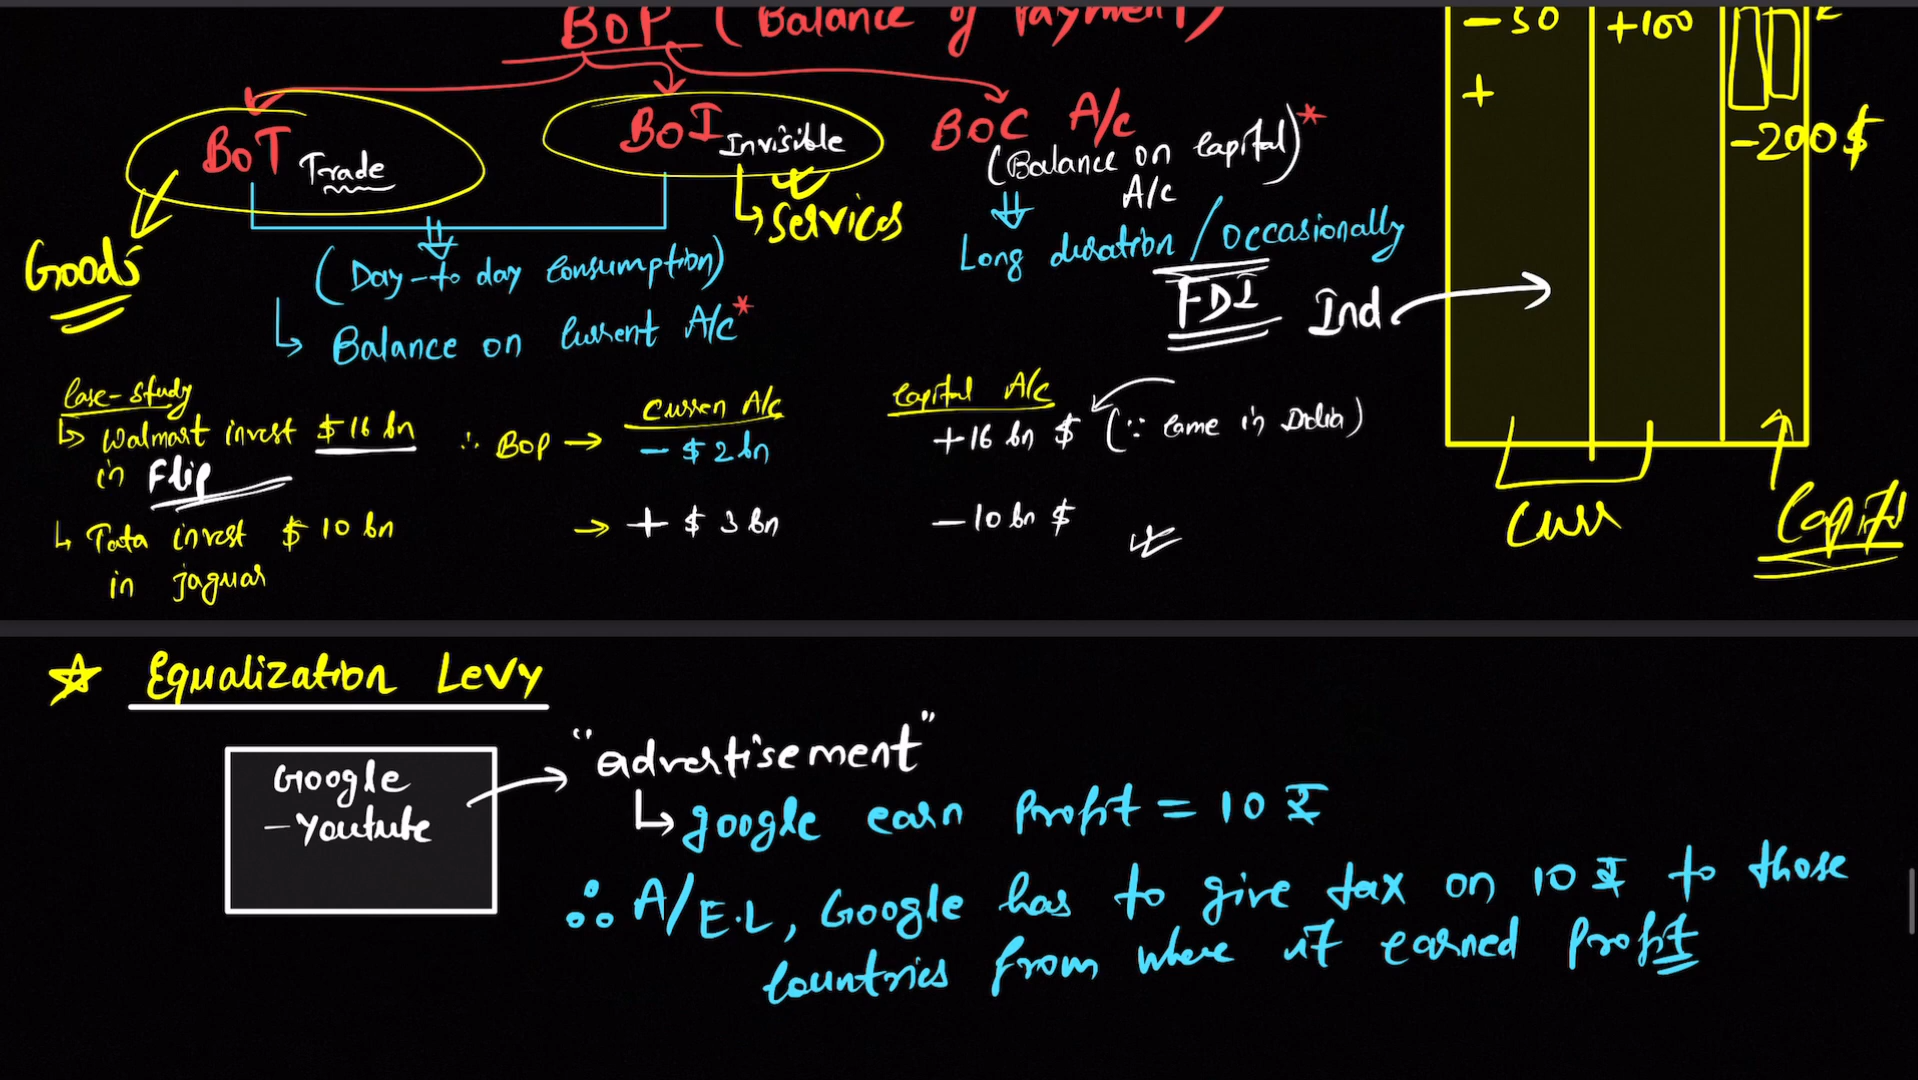 BOP ( Balance of Payment )
- 50 +100
+
-200$
BOT Trade
BOI Invisible
BOC A/c
(Balance on Capital)*
A/c
Goods
Services
(Day-to day Consumption)
Long duration / Occasionally
Balance on Current A/c*
FDI Ind
Case-study
Walmart invest $16 bn
in Flip
∴ BOP → Curren A/c
- $2 bn
Capital A/c
+16 bn $ (∵ Came in India)
Tata invest $ 10 bn
in jaguar
→ + $ 3 bn
-10 bn $
Curr
☆ Equalization Levy
Google
- Youtube
"advertisement"
google earn Profit = 10 ₹
∴ A/E.L, Google has to give tax on 10 ₹ to those
Countries from where it earned Profit